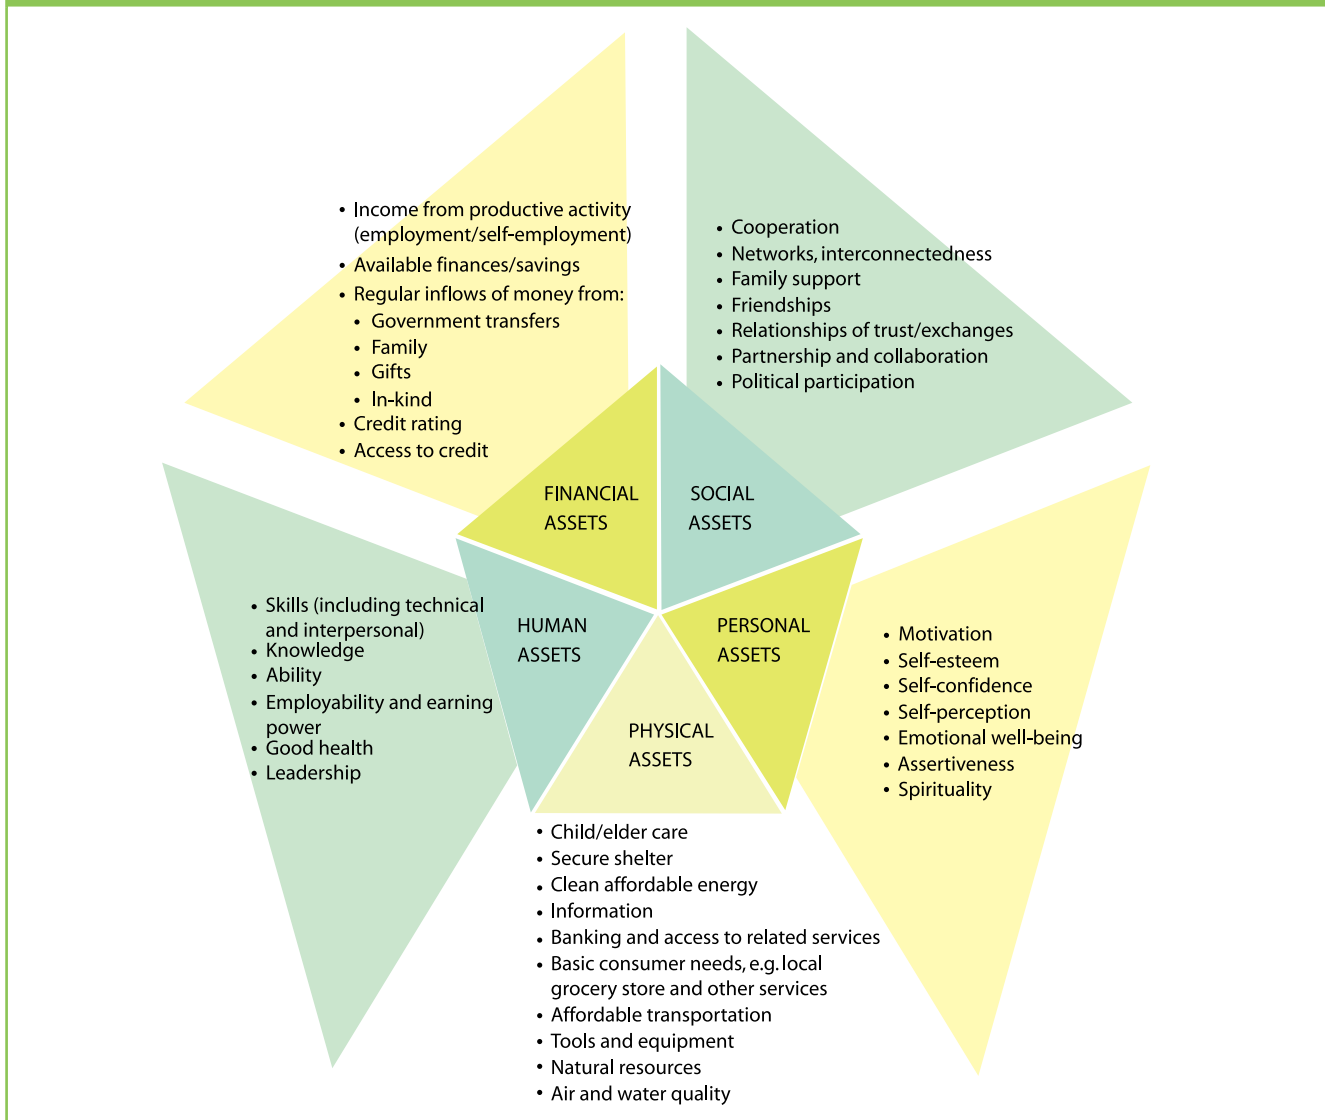 • Income from productive activity
(employment/self-employment)
• Available finances/savings
• Regular inflows of money from:
• Government transfers
• Family
• Gifts
• In-kind
• Credit rating
• Access to credit
• Cooperation
• Networks, interconnectedness
• Family support
• Friendships
• Relationships of trust/exchanges
• Partnership and collaboration
• Political participation
FINANCIAL
ASSETS
SOCIAL
ASSETS
• Skills (including technical
and interpersonal)
• Knowledge
• Ability
• Employability and earning
power
• Good health
• Leadership
HUMAN
ASSETS
PERSONAL
ASSETS
• Motivation
• Self-esteem
• Self-confidence
• Self-perception
• Emotional well-being
• Assertiveness
• Spirituality
PHYSICAL
ASSETS
• Child/elder care
• Secure shelter
• Clean affordable energy
• Information
• Banking and access to related services
• Basic consumer needs, e.g. local
grocery store and other services
• Affordable transportation
• Tools and equipment
• Natural resources
• Air and water quality